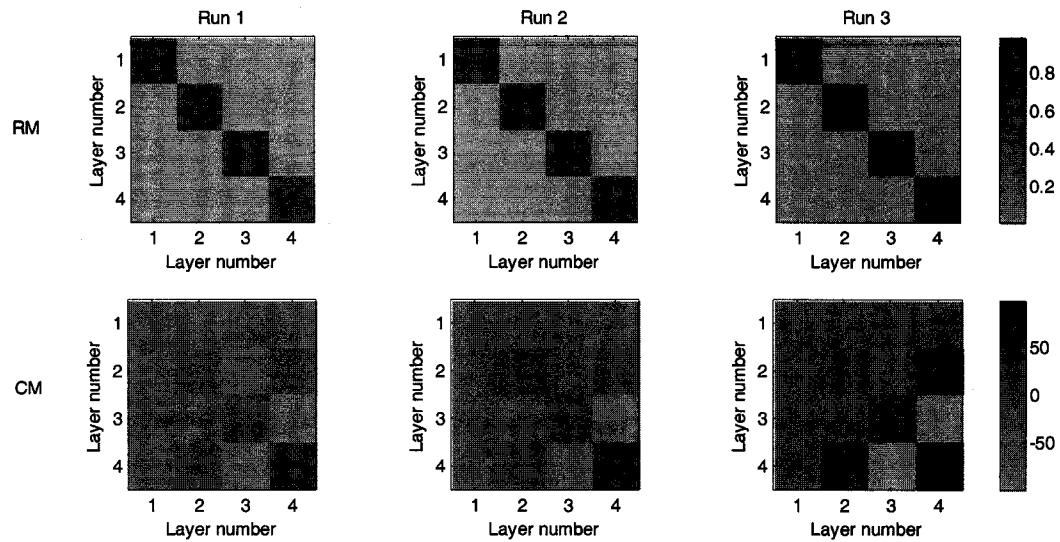 Run 1
Run 2
Run 3
RM
Layer number
1
2
3
4
1 2 3 4
Layer number
Layer number
1
2
3
4
1 2 3 4
Layer number
Layer number
1
2
3
4
1 2 3 4
Layer number
0.8
0.6
0.4
0.2
CM
Layer number
1
2
3
4
1 2 3 4
Layer number
Layer number
1
2
3
4
1 2 3 4
Layer number
Layer number
1
2
3
4
1 2 3 4
Layer number
50
0
-50